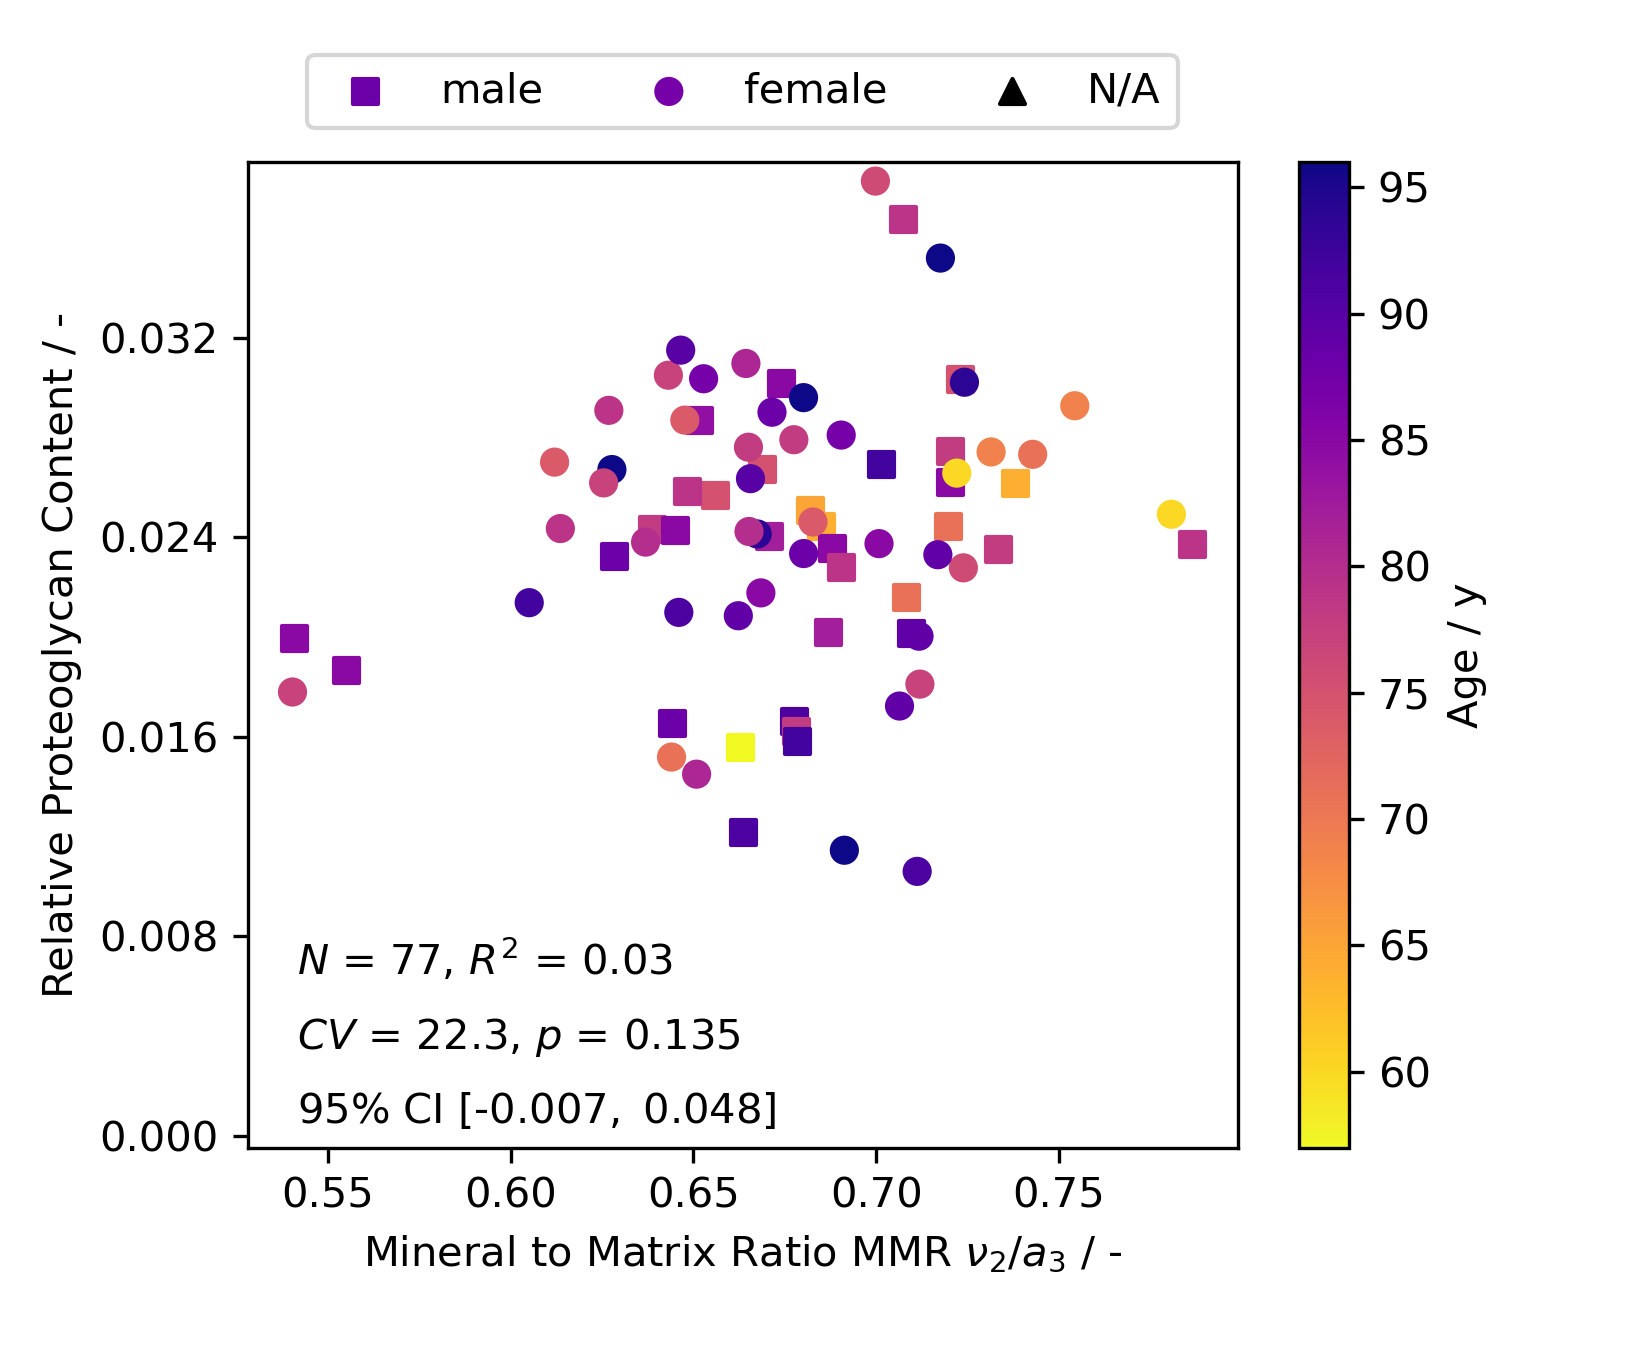 male female N/A
0.032
0.024
0.016
0.008
0.000
Relative Proteoglycan Content / -
N = 77, R² = 0.03
CV = 22.3, p = 0.135
95% CI [-0.007, 0.048]
0.55 0.60 0.65 0.70 0.75
Mineral to Matrix Ratio MMR ν₂/a₃ / -
95
90
85
80
75
70
65
60
Age / y